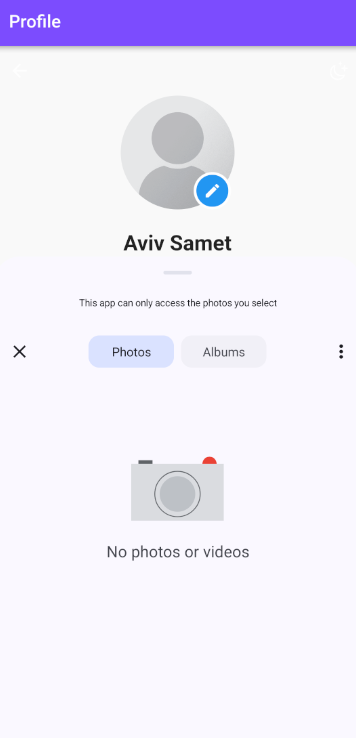 Profile
Aviv Samet
This app can only access the photos you select
Photos
Albums
No photos or videos